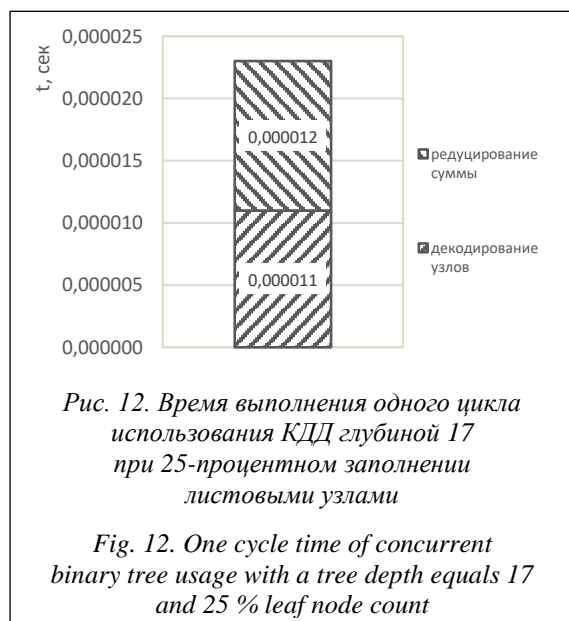 0,000025
t, сек
0,000020
0,000015
0,000010
0,000005
0,000000
0,000012
0,000011
редуцирование
суммы
декодирование
узлов
Рис. 12. Время выполнения одного цикла
использования КДД глубиной 17
при 25-процентном заполнении
листовыми узлами
Fig. 12. One cycle time of concurrent
binary tree usage with a tree depth equals 17
and 25 % leaf node count